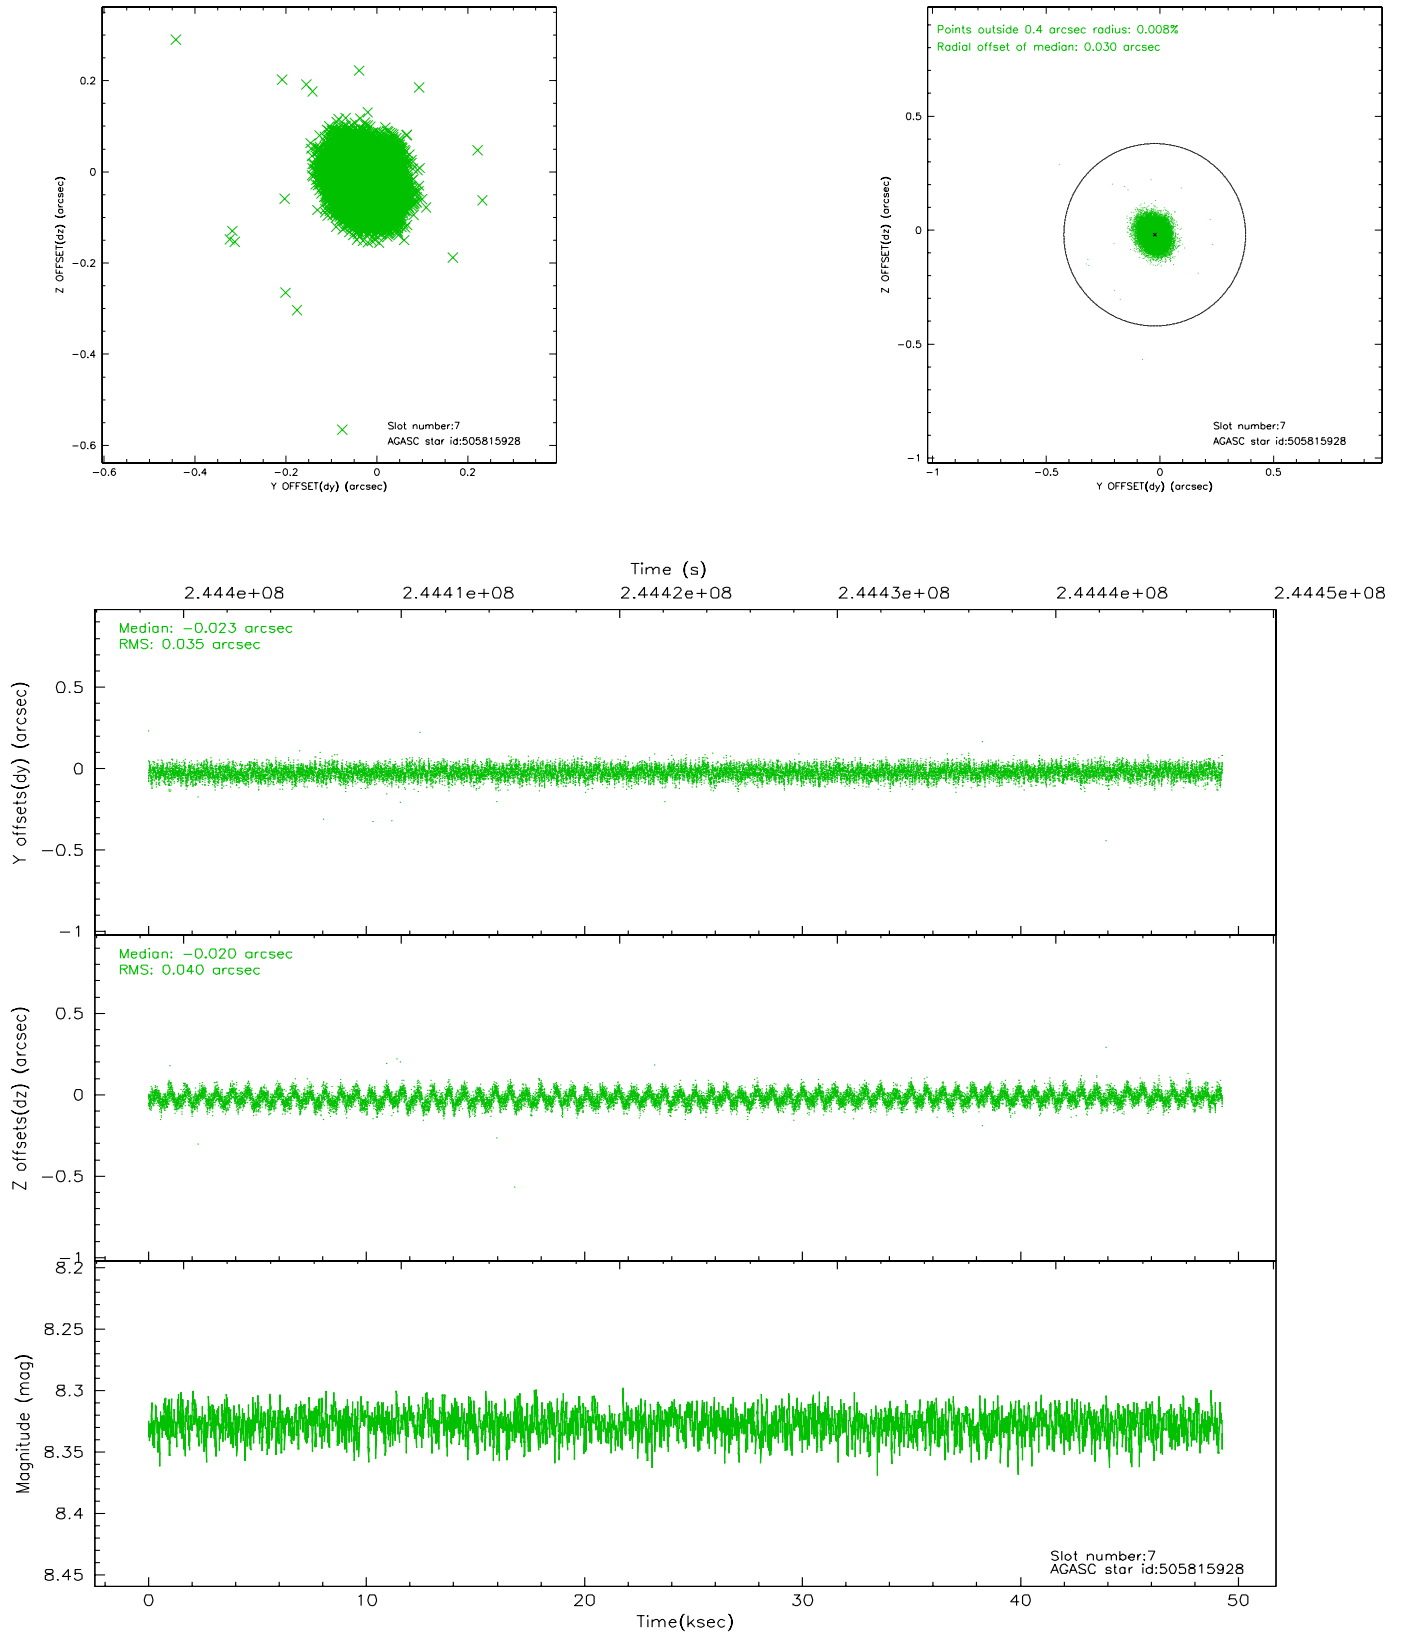 0.2
0
−0.2
−0.4
−0.6
Z OFFSET(dz) (arcsec)
Slot number:7
AGASC star id:505815928
−0.6
−0.4
−0.2
0
0.2
Y OFFSET(dy) (arcsec)
Points outside 0.4 arcsec radius: 0.008%
Radial offset of median: 0.030 arcsec
0.5
0
−0.5
−1
Z OFFSET(dz) (arcsec)
Slot number:7
AGASC star id:505815928
−1
−0.5
0
0.5
Y OFFSET(dy) (arcsec)
Time (s)
2.444e+08
2.4441e+08
2.4442e+08
2.4443e+08
2.4444e+08
2.4445e+08
Median: −0.023 arcsec
RMS: 0.035 arcsec
0.5
0
−0.5
−1
Y offsets(dy) (arcsec)
Median: −0.020 arcsec
RMS: 0.040 arcsec
0.5
0
−0.5
−1
Z offsets(dz) (arcsec)
8.2
8.25
8.3
8.35
8.4
8.45
Magnitude (mag)
Slot number:7
AGASC star id:505815928
0
10
20
30
40
50
Time(ksec)